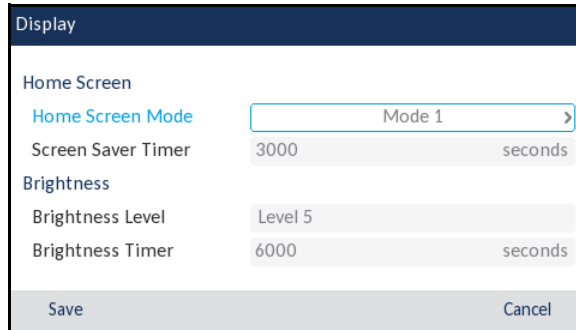 Display
Home Screen
Home Screen Mode Mode 1
Screen Saver Timer 3000 seconds
Brightness
Brightness Level Level 5
Brightness Timer 6000 seconds
Save Cancel